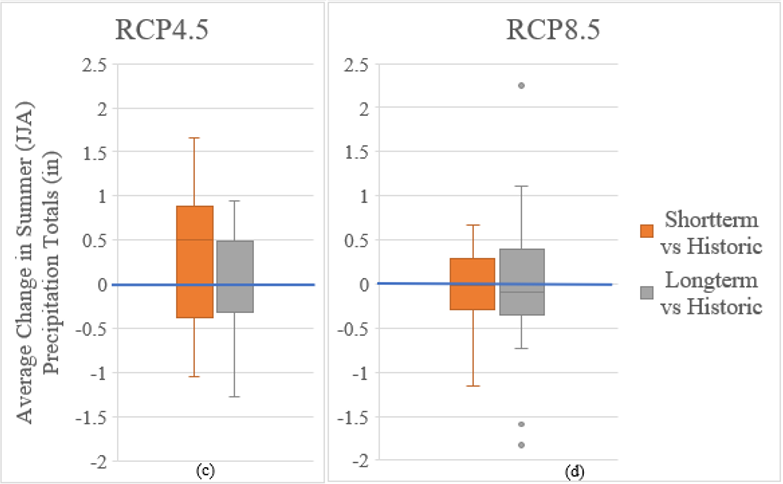 RCP4.5
RCP8.5
Average Change in Summer (JJA)
Precipitation Totals (in)
2.5
2
1.5
1
0.5
0
-0.5
-1
-1.5
-2
(c)
2.5
2
1.5
1
0.5
0
-0.5
-1
-1.5
-2
(d)
Shortterm
vs Historic
Longterm
vs Historic